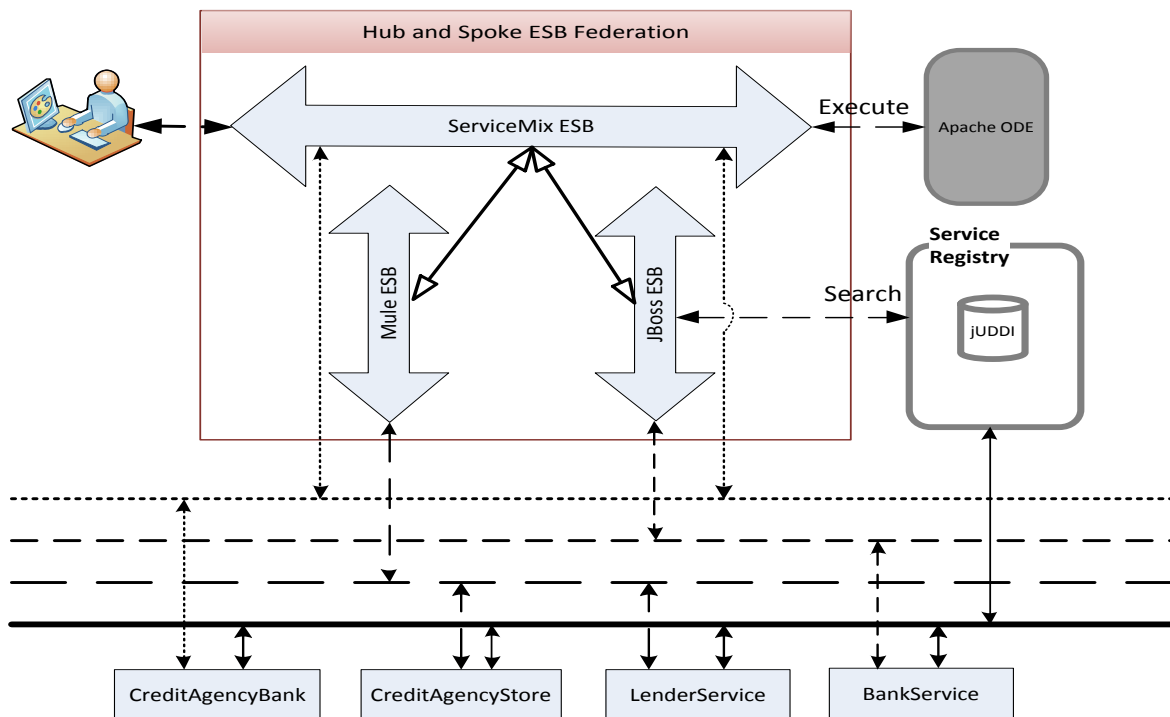 Hub and Spoke ESB Federation
ServiceMix ESB
Execute
Apache ODE
Mule ESB
JBoss ESB
Service
Registry
Search
jUDDI
CreditAgencyBank
CreditAgencyStore
LenderService
BankService